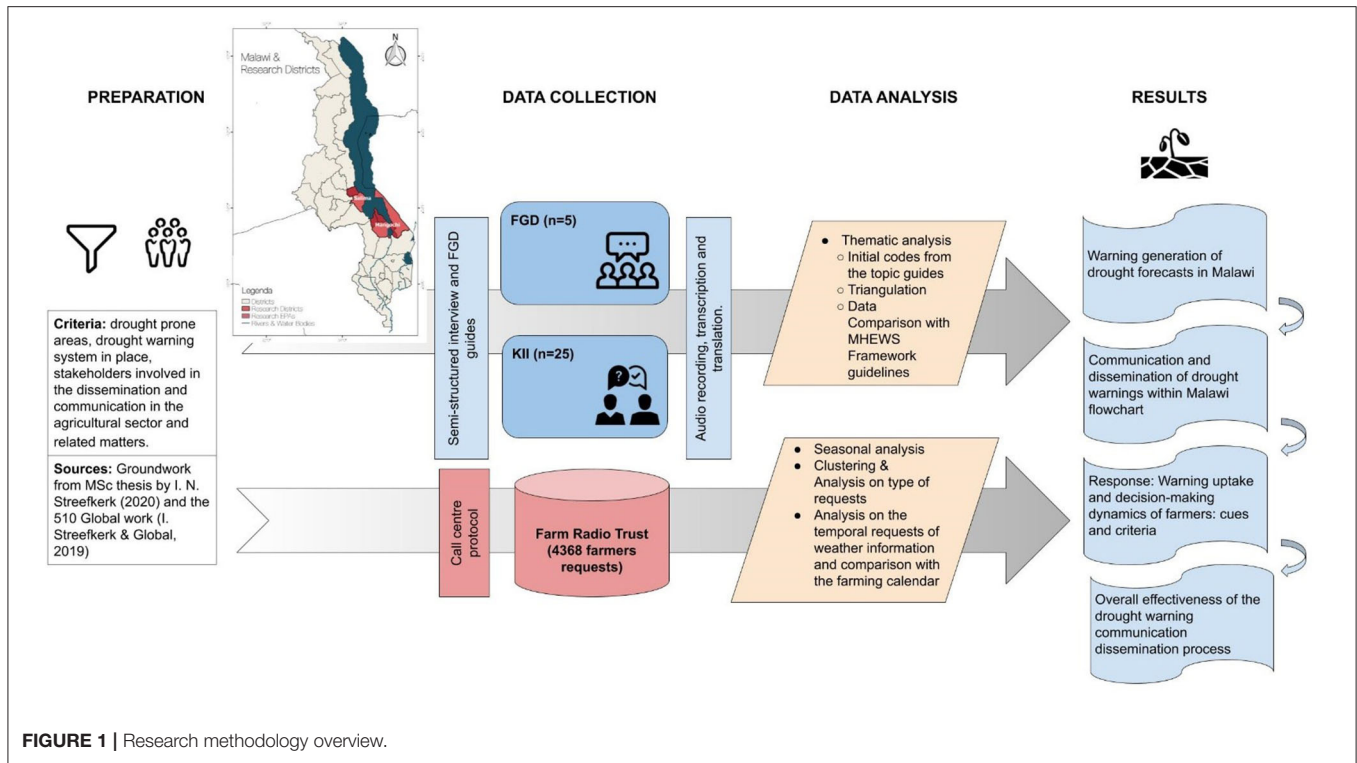 PREPARATION
DATA COLLECTION
DATA ANALYSIS
RESULTS
Malawi &
Research Districts
N
Salima
Mangochi
Legenda
Districts
Research Districts
Research EPAs
Rivers & Water Bodies
Criteria: drought prone
areas, drought warning
system in place,
stakeholders involved in
the dissemination and
communication in the
agricultural sector and
related matters.
Sources: Groundwork
from MSc thesis by I. N.
Streefkerk (2020) and the
510 Global work (I.
Streefkerk & Global,
2019)
Semi-structured interview and FGD
guides
FGD (n=5)
KII (n=25)
Audio recording, transcription and
translation.
Call centre
protocol
Farm Radio Trust
(4368 farmers
requests)
● Thematic analysis
○ Initial codes from
the topic guides
○ Triangulation
○ Data
Comparison with
MHEWS
Framework
guidelines
● Seasonal analysis
● Clustering &
Analysis on type of
requests
● Analysis on the
temporal requests of
weather information
and comparison with
the farming calendar
Warning generation of
drought forecasts in Malawi
Communication and
dissemination of drought
warnings within Malawi
flowchart
Response: Warning uptake
and decision-making
dynamics of farmers: cues
and criteria
Overall effectiveness of the
drought warning
communication
dissemination process
FIGURE 1 | Research methodology overview.